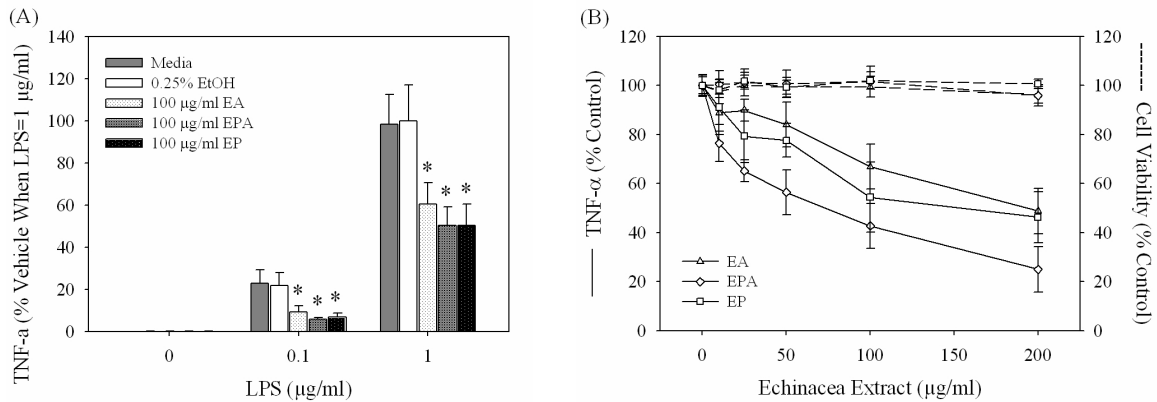 (A)
TNF-a (% Vehicle When LPS=1 µg/ml)
140
120
100
80
60
40
20
0
Media
0.25% EtOH
100 µg/ml EA
100 µg/ml EPA
100 µg/ml EP
* * *
* * *
0 0.1 1
LPS (µg/ml)
(B)
TNF-α (% Control)
120
100
80
60
40
20
0
EA
EPA
EP
0 50 100 150 200
Echinacea Extract (µg/ml)
120
100
80
60
40
20
0
Cell Viability (% Control)